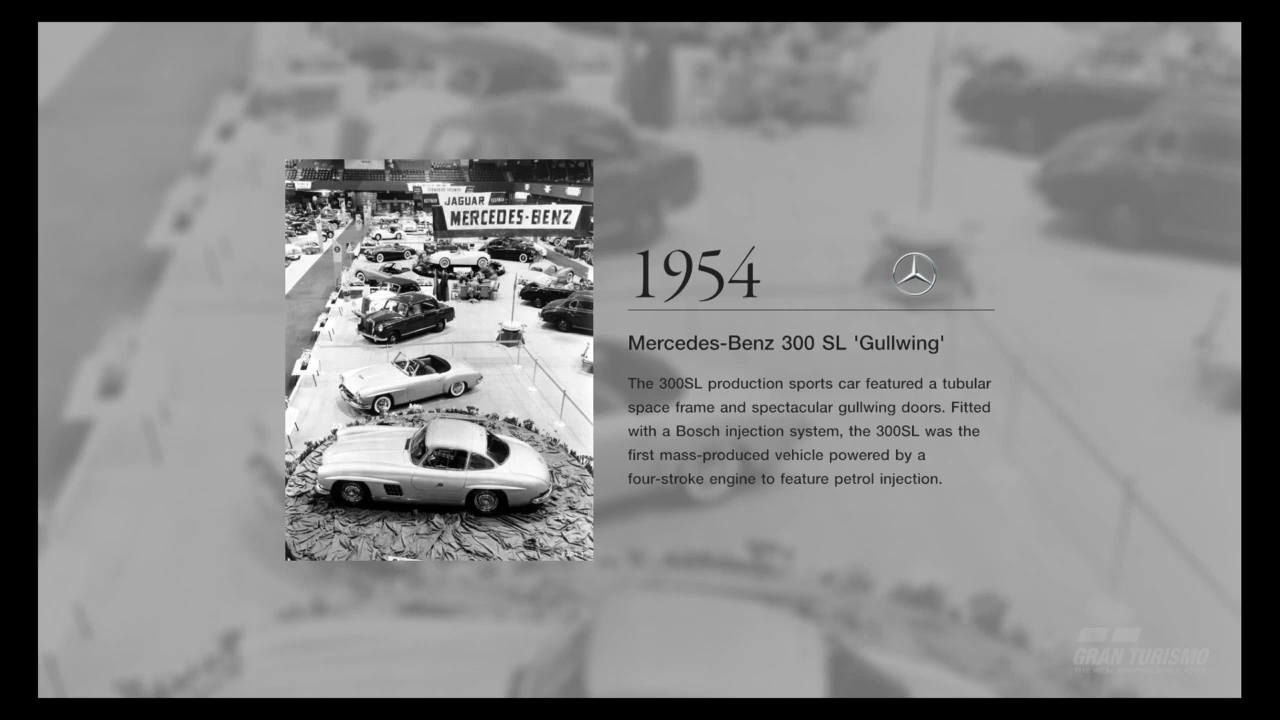 JAGUAR
MERCEDES-BENZ
1954
Mercedes-Benz 300 SL 'Gullwing'
The 300SL production sports car featured a tubular
space frame and spectacular gullwing doors. Fitted
with a Bosch injection system, the 300SL was the
first mass-produced vehicle powered by a
four-stroke engine to feature petrol injection.
GRAN TURISMO